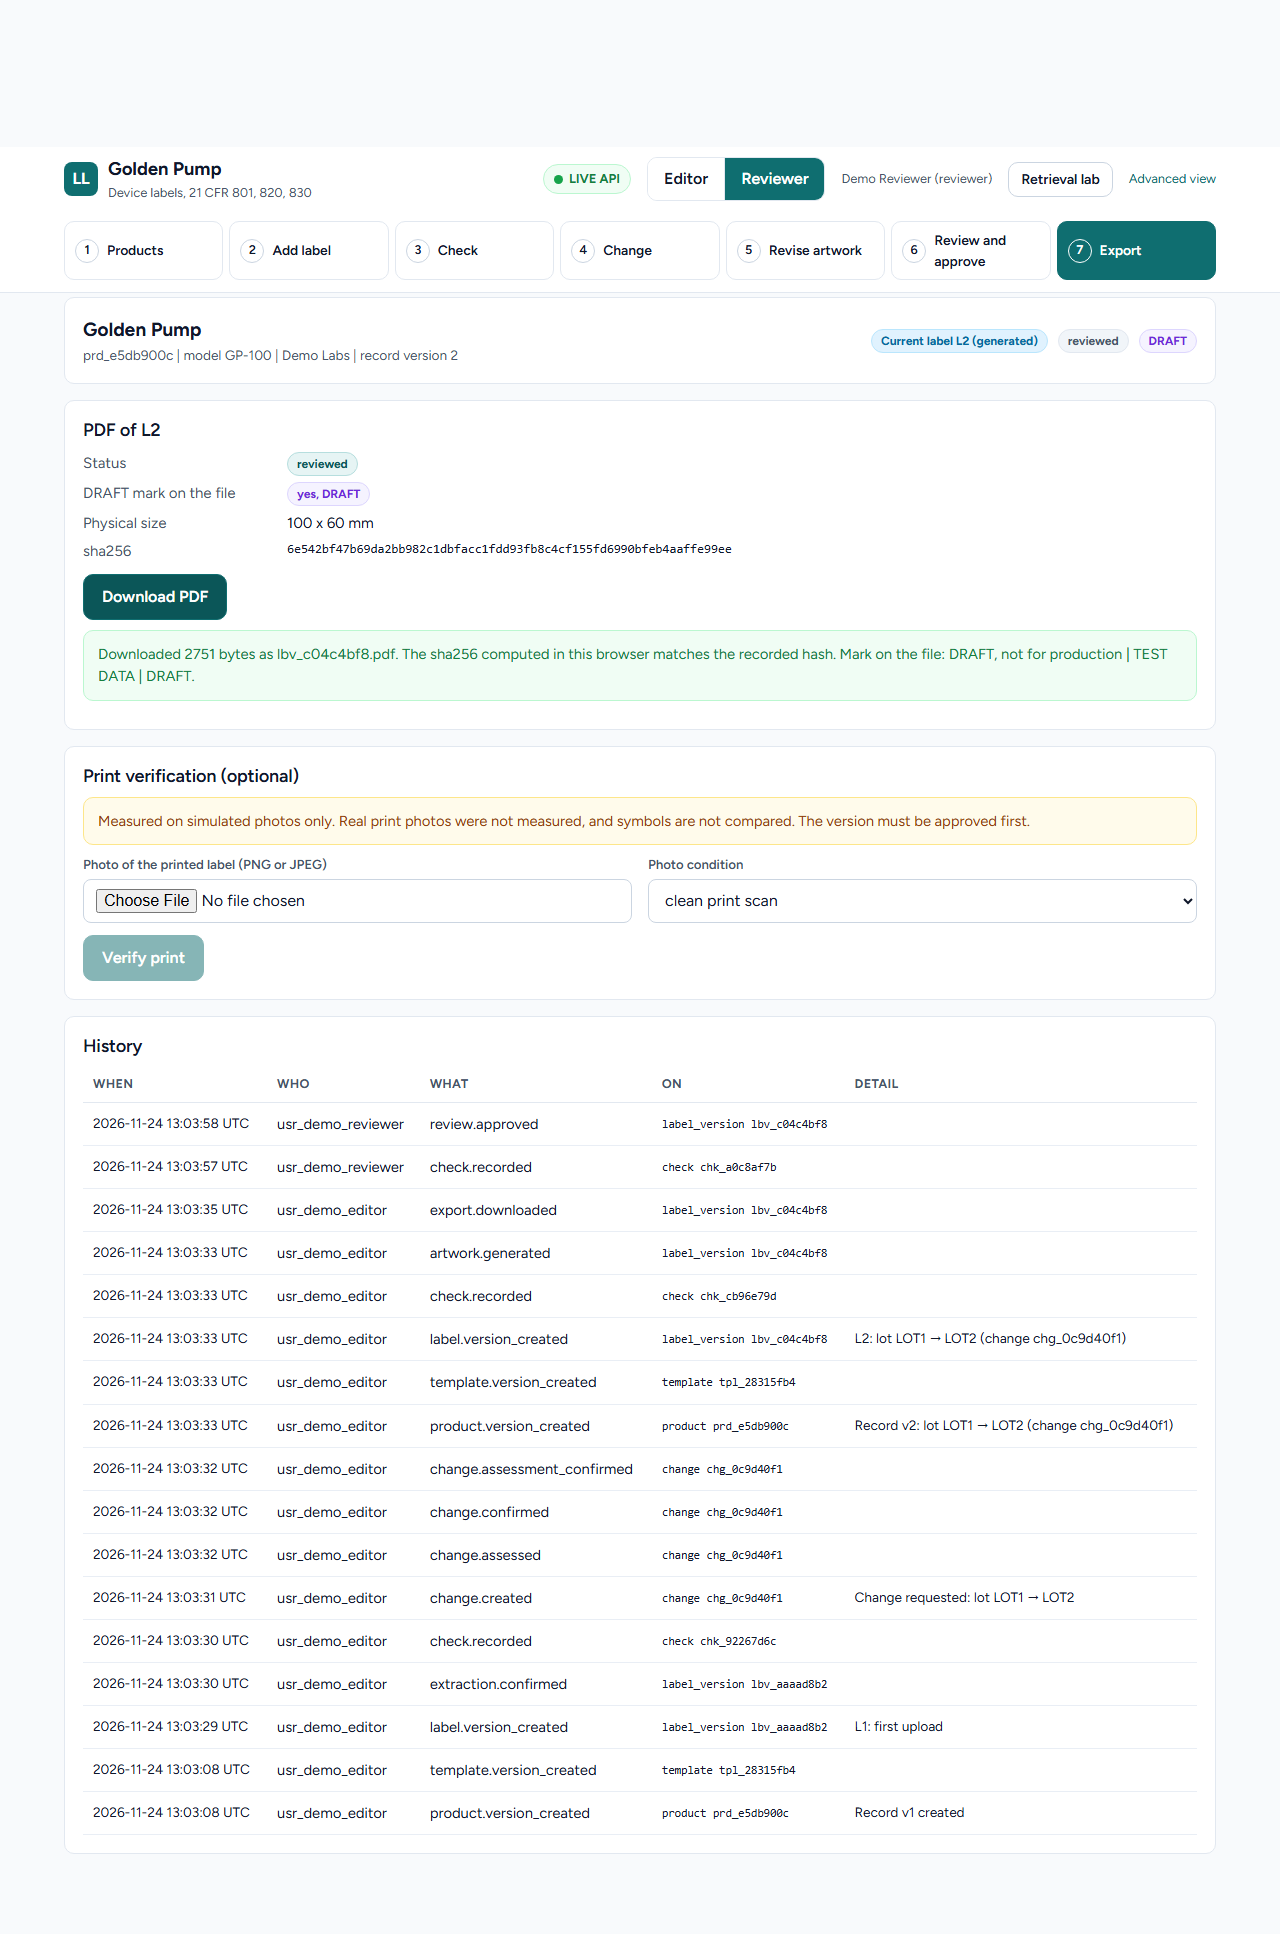 LL
Golden Pump
Device labels, 21 CFR 801, 820, 830
LIVE API
Editor
Reviewer
Demo Reviewer (reviewer)
Retrieval lab
Advanced view
1 Products
2 Add label
3 Check
4 Change
5 Revise artwork
6 Review and approve
7 Export
Golden Pump
prd_e5db900c | model GP-100 | Demo Labs | record version 2
Current label L2 (generated)
reviewed
DRAFT
PDF of L2
Status reviewed
DRAFT mark on the file yes, DRAFT
Physical size 100 x 60 mm
sha256 6e542bf47b69da2bb982c1dbfacc1fdd93fb8c4cf155fd6990bfeb4aaffe99ee
Download PDF
Downloaded 2751 bytes as lbv_c04c4bf8.pdf. The sha256 computed in this browser matches the recorded hash. Mark on the file: DRAFT, not for production | TEST
DATA | DRAFT.
Print verification (optional)
Measured on simulated photos only. Real print photos were not measured, and symbols are not compared. The version must be approved first.
Photo of the printed label (PNG or JPEG)
Photo condition
Choose File No file chosen
clean print scan
Verify print
History
WHEN WHO WHAT ON DETAIL
2026-11-24 13:03:58 UTC usr_demo_reviewer review.approved label_version lbv_c04c4bf8
2026-11-24 13:03:57 UTC usr_demo_reviewer check.recorded check chk_a0c8af7b
2026-11-24 13:03:35 UTC usr_demo_editor export.downloaded label_version lbv_c04c4bf8
2026-11-24 13:03:33 UTC usr_demo_editor artwork.generated label_version lbv_c04c4bf8
2026-11-24 13:03:33 UTC usr_demo_editor check.recorded check chk_cb96e79d
2026-11-24 13:03:33 UTC usr_demo_editor label.version_created label_version lbv_c04c4bf8 L2: lot LOT1 → LOT2 (change chg_0c9d40f1)
2026-11-24 13:03:33 UTC usr_demo_editor template.version_created template tpl_28315fb4
2026-11-24 13:03:33 UTC usr_demo_editor product.version_created product prd_e5db900c Record v2: lot LOT1 → LOT2 (change chg_0c9d40f1)
2026-11-24 13:03:32 UTC usr_demo_editor change.assessment_confirmed change chg_0c9d40f1
2026-11-24 13:03:32 UTC usr_demo_editor change.confirmed change chg_0c9d40f1
2026-11-24 13:03:32 UTC usr_demo_editor change.assessed change chg_0c9d40f1
2026-11-24 13:03:31 UTC usr_demo_editor change.created change chg_0c9d40f1 Change requested: lot LOT1 → LOT2
2026-11-24 13:03:30 UTC usr_demo_editor check.recorded check chk_92267d6c
2026-11-24 13:03:30 UTC usr_demo_editor extraction.confirmed label_version lbv_aaaad8b2
2026-11-24 13:03:29 UTC usr_demo_editor label.version_created label_version lbv_aaaad8b2 L1: first upload
2026-11-24 13:03:08 UTC usr_demo_editor template.version_created template tpl_28315fb4
2026-11-24 13:03:08 UTC usr_demo_editor product.version_created product prd_e5db900c Record v1 created